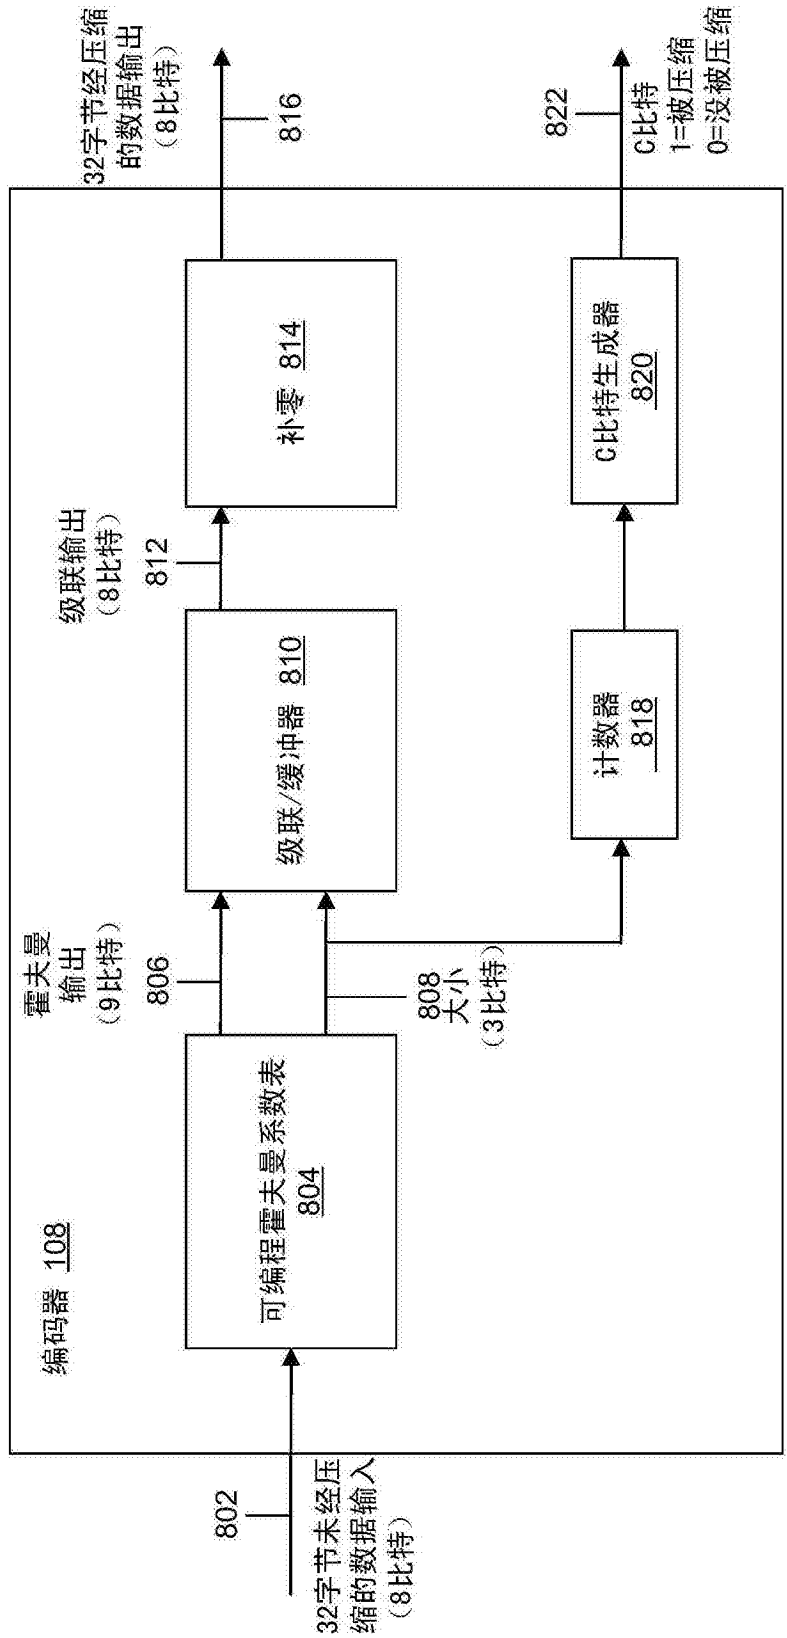 编码器 108
32字节未经压
缩的数据输入
(8比特)
802
可编程霍夫曼系数表
804
霍夫曼
输出
(9比特)
806
808
大小
(3比特)
级联/缓冲器 810
级联输出
(8比特)
812
补零 814
32字节经压缩
的数据输出
(8比特)
816
计数器
818
C比特生成器
820
822
C比特
1=被压缩
0=没被压缩